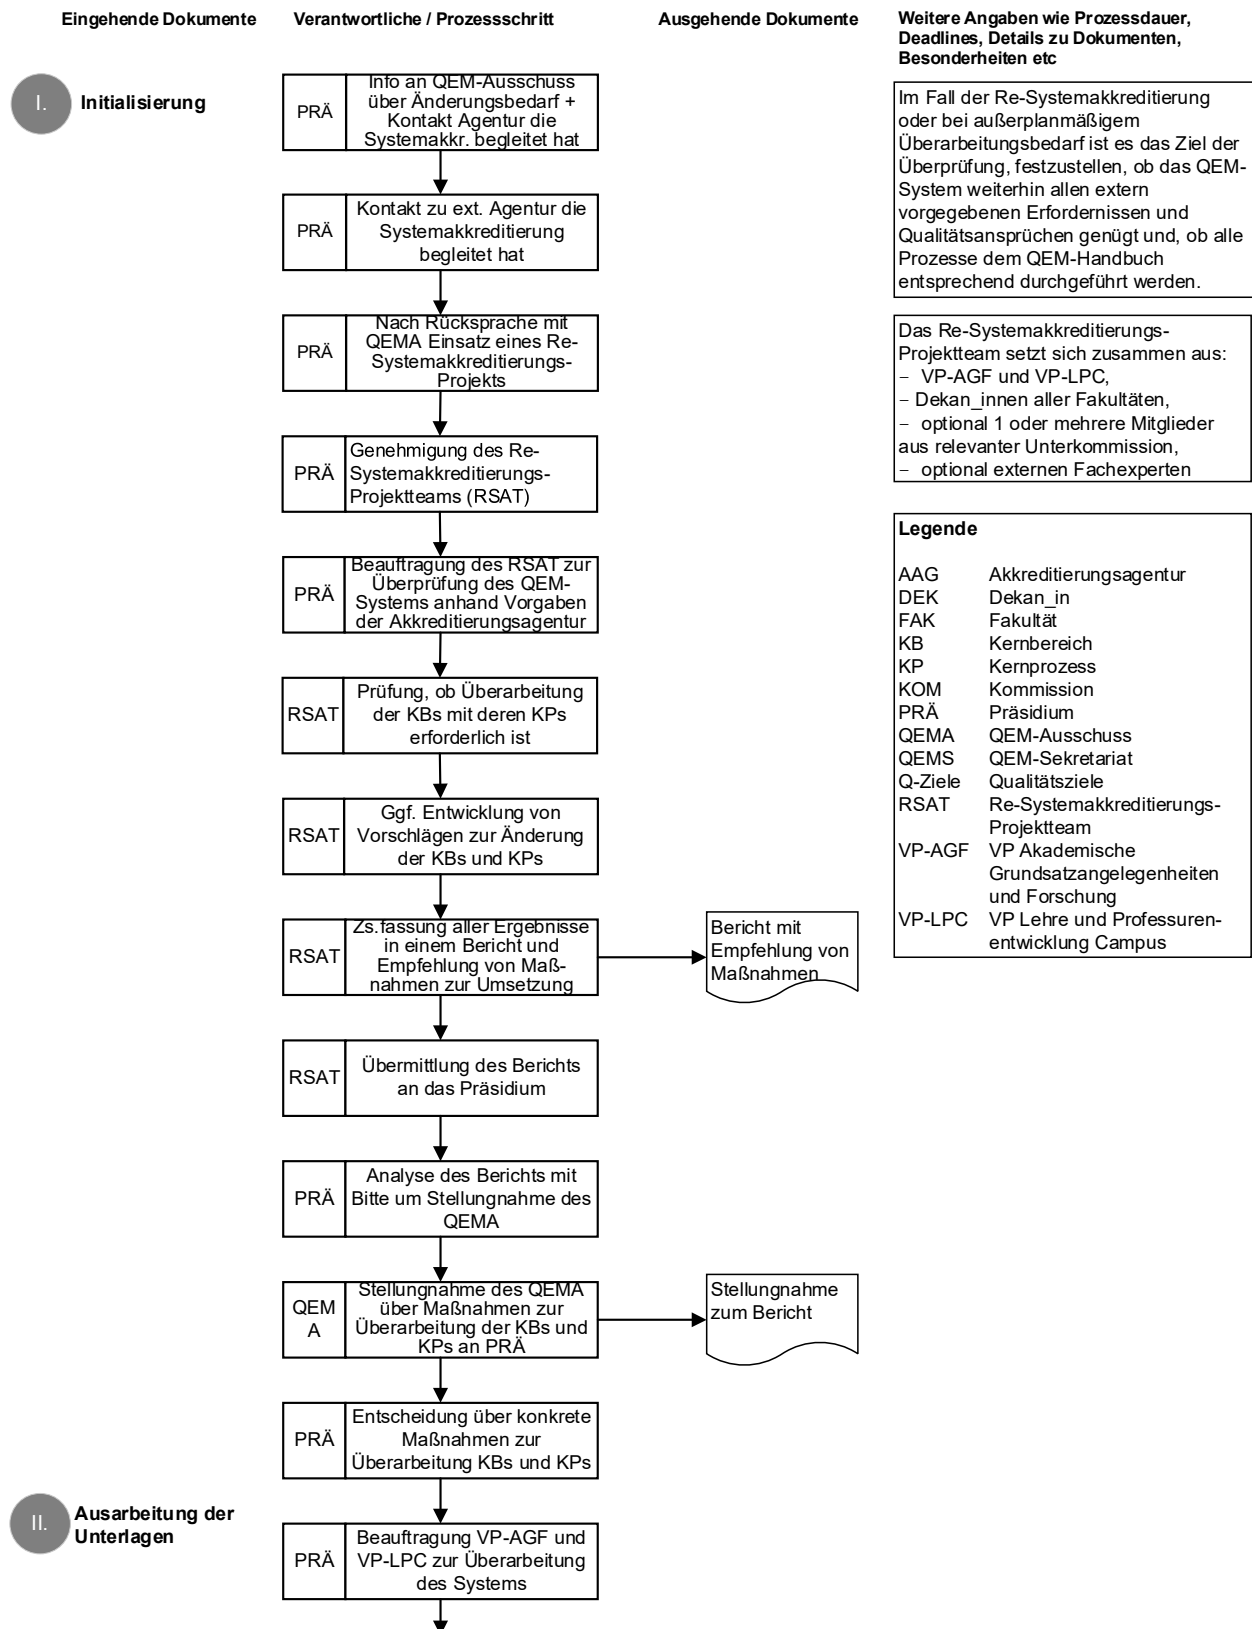 Eingehende Dokumente
Verantwortliche / Prozessschritt
Ausgehende Dokumente
Weitere Angaben wie Prozessdauer,
Deadlines, Details zu Dokumenten,
Besonderheiten etc
I.
Initialisierung
PRÄ
Info an QEM-Ausschuss
über Änderungsbedarf +
Kontakt Agentur die
Systemakkr. begleitet hat
PRÄ
Kontakt zu ext. Agentur die
Systemakkreditierung
begleitet hat
PRÄ
Nach Rücksprache mit
QEMA Einsatz eines Re-
Systemakkreditierungs-
Projekts
PRÄ
Genehmigung des Re-
Systemakkreditierungs-
Projektteams (RSAT)
PRÄ
Beauftragung des RSAT zur
Überprüfung des QEM-
Systems anhand Vorgaben
der Akkreditierungsagentur
RSAT
Prüfung, ob Überarbeitung
der KBs mit deren KPs
erforderlich ist
RSAT
Ggf. Entwicklung von
Vorschlägen zur Änderung
der KBs und KPs
RSAT
Zs.fassung aller Ergebnisse
in einem Bericht und
Empfehlung von Maß-
nahmen zur Umsetzung
Bericht mit
Empfehlung von
Maßnahmen
RSAT
Übermittlung des Berichts
an das Präsidium
PRÄ
Analyse des Berichts mit
Bitte um Stellungnahme des
QEMA
QEM
A
Stellungnahme des QEMA
über Maßnahmen zur
Überarbeitung der KBs und
KPs an PRÄ
Stellungnahme
zum Bericht
PRÄ
Entscheidung über konkrete
Maßnahmen zur
Überarbeitung KBs und KPs
II.
Ausarbeitung der
Unterlagen
PRÄ
Beauftragung VP-AGF und
VP-LPC zur Überarbeitung
des Systems
Im Fall der Re-Systemakkreditierung
oder bei außerplanmäßigem
Überarbeitungsbedarf ist es das Ziel der
Überprüfung, festzustellen, ob das QEM-
System weiterhin allen extern
vorgegebenen Erfordernissen und
Qualitätsansprüchen genügt und, ob alle
Prozesse dem QEM-Handbuch
entsprechend durchgeführt werden.
Das Re-Systemakkreditierungs-
Projektteam setzt sich zusammen aus:
– VP-AGF und VP-LPC,
– Dekan_innen aller Fakultäten,
– optional 1 oder mehrere Mitglieder
aus relevanter Unterkommission,
– optional externen Fachexperten
Legende
AAG Akkreditierungsagentur
DEK Dekan_in
FAK Fakultät
KB Kernbereich
KP Kernprozess
KOM Kommission
PRÄ Präsidium
QEMA QEM-Ausschuss
QEMS QEM-Sekretariat
Q-Ziele Qualitätsziele
RSAT Re-Systemakkreditierungs-
Projektteam
VP-AGF VP Akademische
Grundsatzangelegenheiten
und Forschung
VP-LPC VP Lehre und Professuren-
entwicklung Campus